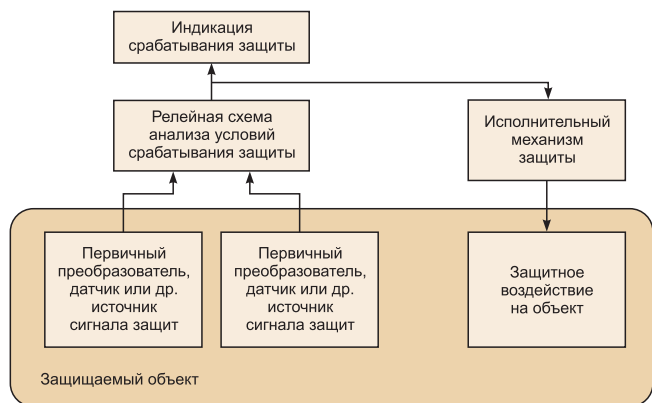 Индикация
срабатывания защиты
Релейная схема
анализа условий
срабатывания защиты
Исполнительный
механизм
защиты
Первичный
преобразователь,
датчик или др.
источник
сигнала защит
Первичный
преобразователь,
датчик или др.
источник
сигнала защит
Защитное
воздействие
на объект
Защищаемый объект